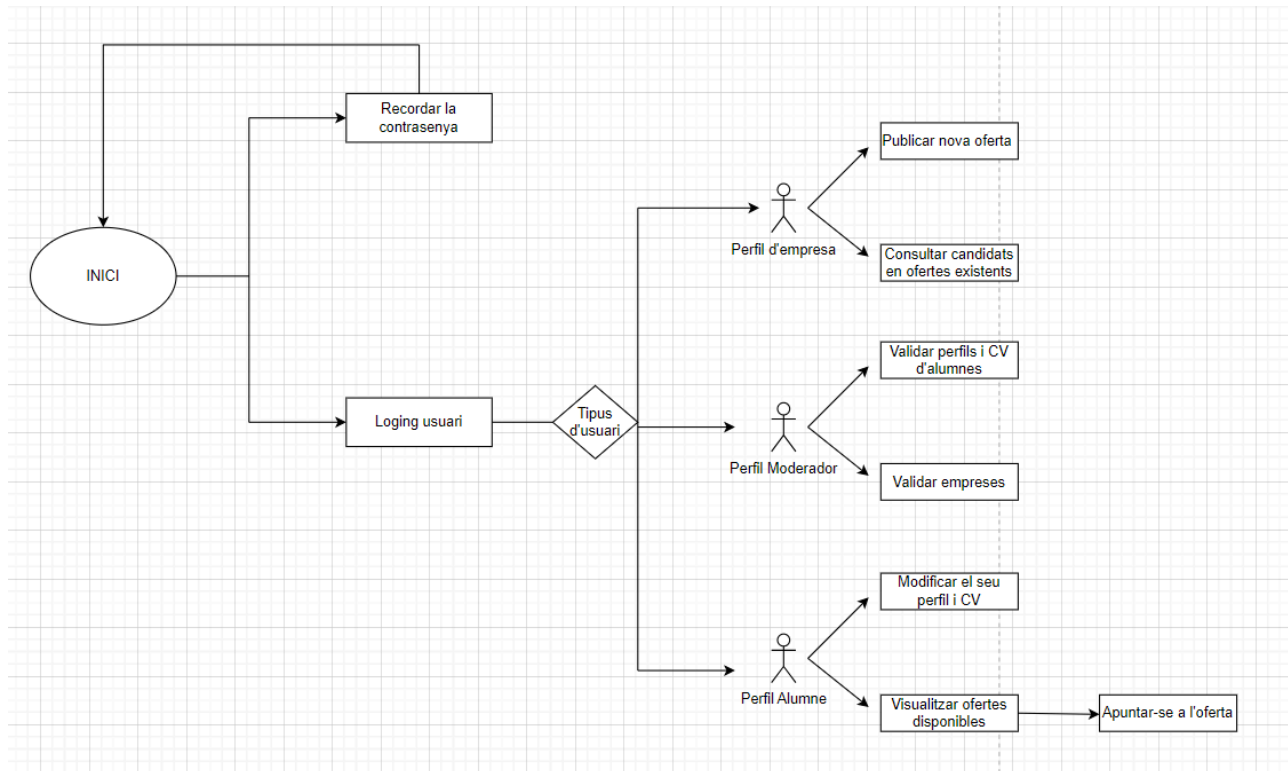 Recordar la
contrasenya
INICI
Loging usuari
Tipus
d'usuari
Perfil d'empresa
Publicar nova oferta
Consultar candidats
en ofertes existents
Perfil Moderador
Validar perfils i CV
d'alumnes
Validar empreses
Perfil Alumne
Modificar el seu
perfil i CV
Visualitzar ofertes
disponibles
Apuntar-se a l'oferta